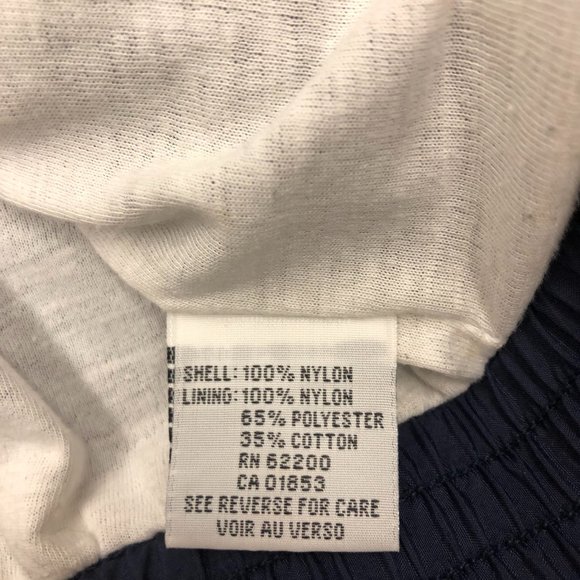 SHELL: 100% NYLON
LINING: 100% NYLON
65% POLYESTER
35% COTTON
RN 62200
CA 01853
SEE REVERSE FOR CARE
VOIR AU VERSO